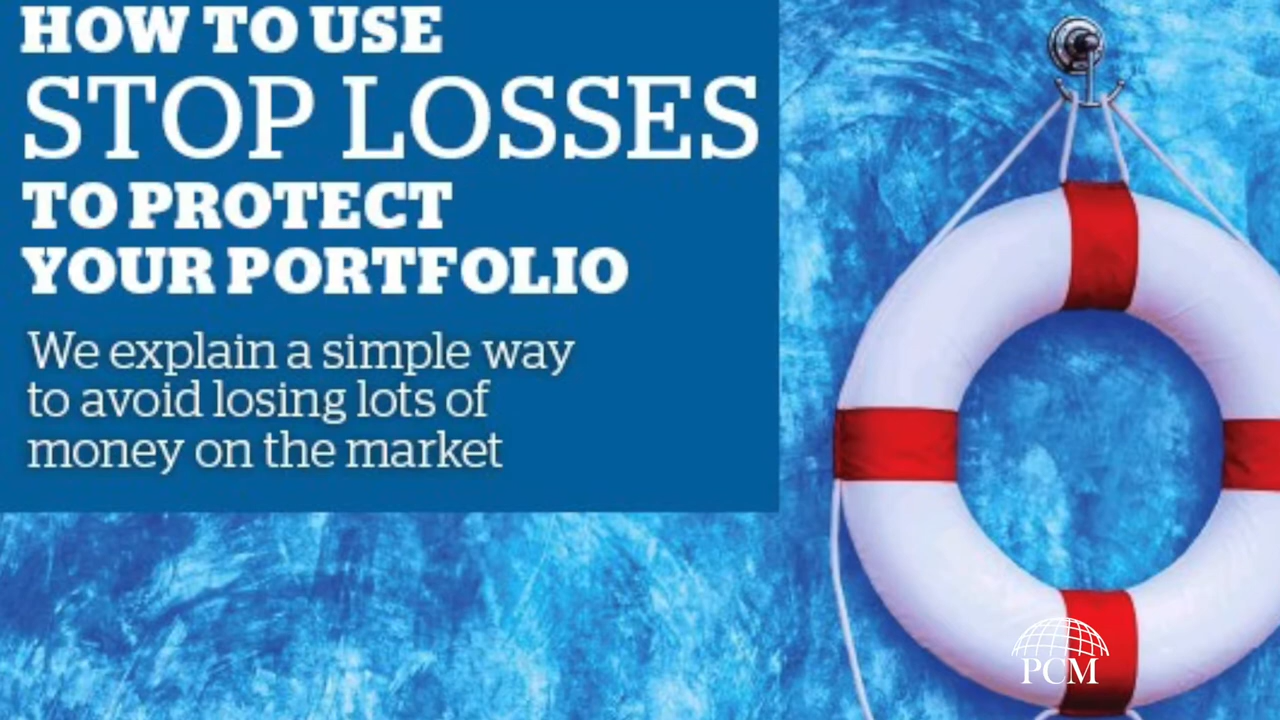 HOW TO USE
STOP LOSSES
TO PROTECT
YOUR PORTFOLIO
We explain a simple way
to avoid losing lots of
money on the market
PCM